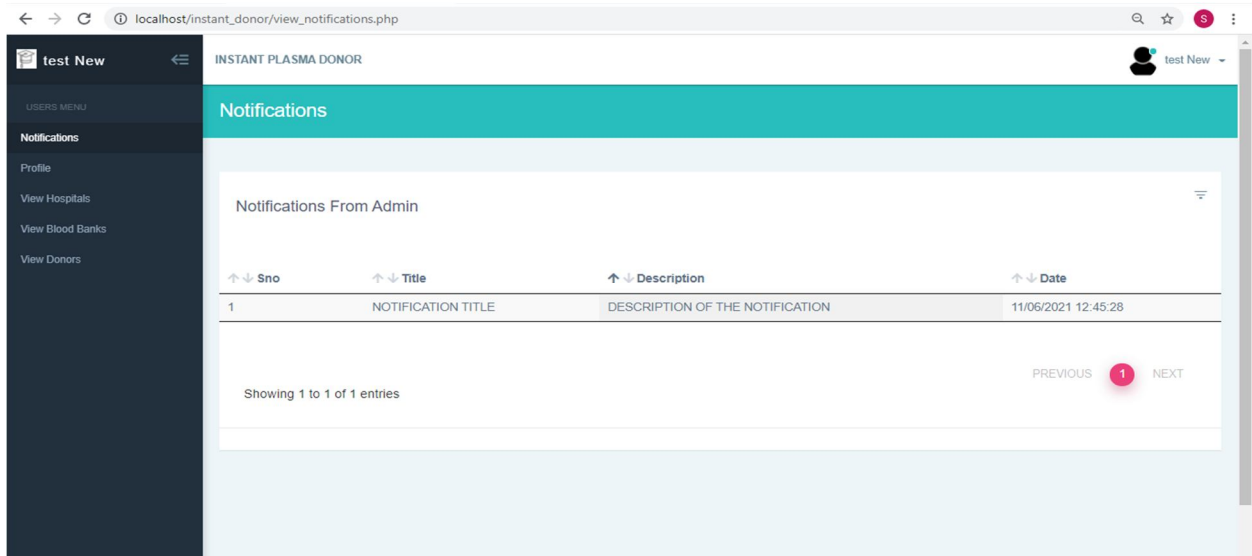 localhost/instant_donor/view_notifications.php
S
test New
INSTANT PLASMA DONOR
test New
USERS MENU
Notifications
Profile
View Hospitals
View Blood Banks
View Donors
Notifications
Notifications From Admin
Sno Title Description Date
1 NOTIFICATION TITLE DESCRIPTION OF THE NOTIFICATION 11/06/2021 12:45:28
PREVIOUS 1 NEXT
Showing 1 to 1 of 1 entries